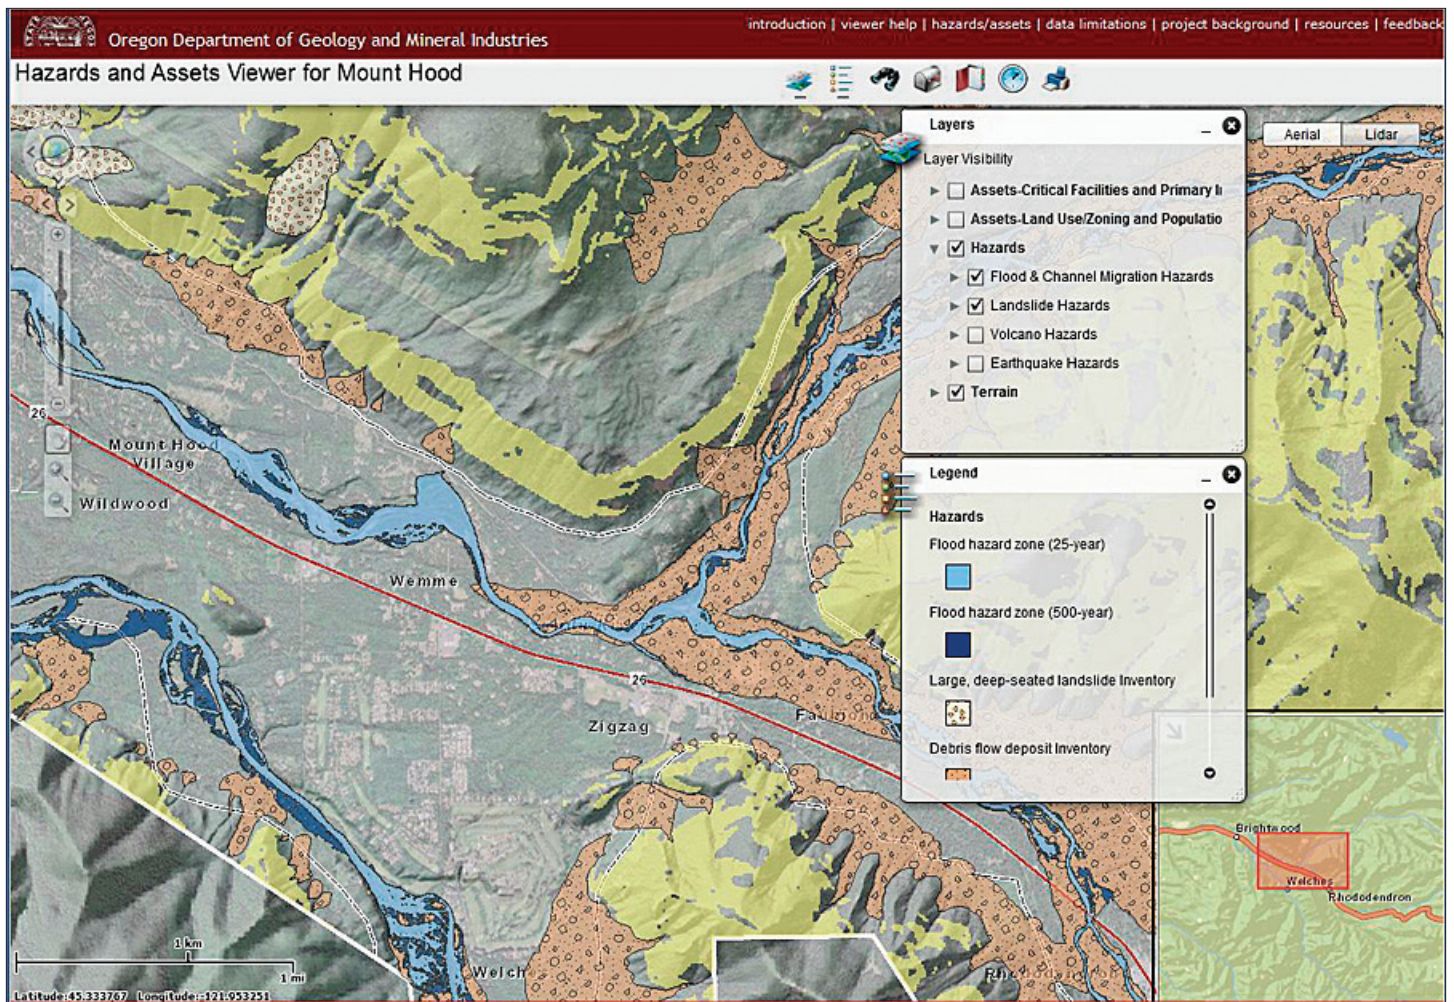 introduction | viewer help | hazards/assets | data limitations | project background | resources | feedback
Oregon Department of Geology and Mineral Industries
Hazards and Assets Viewer for Mount Hood
Layers
Aerial
Lidar
Layer Visibility
Assets-Critical Facilities and Primary I
Assets-Land Use/Zoning and Populatio
Hazards
Flood & Channel Migration Hazards
Landslide Hazards
Volcano Hazards
Earthquake Hazards
Terrain
26
Mount Hood
Village
Wildwood
Wemme
26
Zigzag
Welch
Legend
Hazards
Flood hazard zone (25-year)
Flood hazard zone (500-year)
Large, deep-seated landslide Inventory
Debris flow deposit Inventory
Brightwood
Welches
Rhododendron
Rhododendron
1 km
1 mi
Latitude:45.333767 Longitude:-121.953251